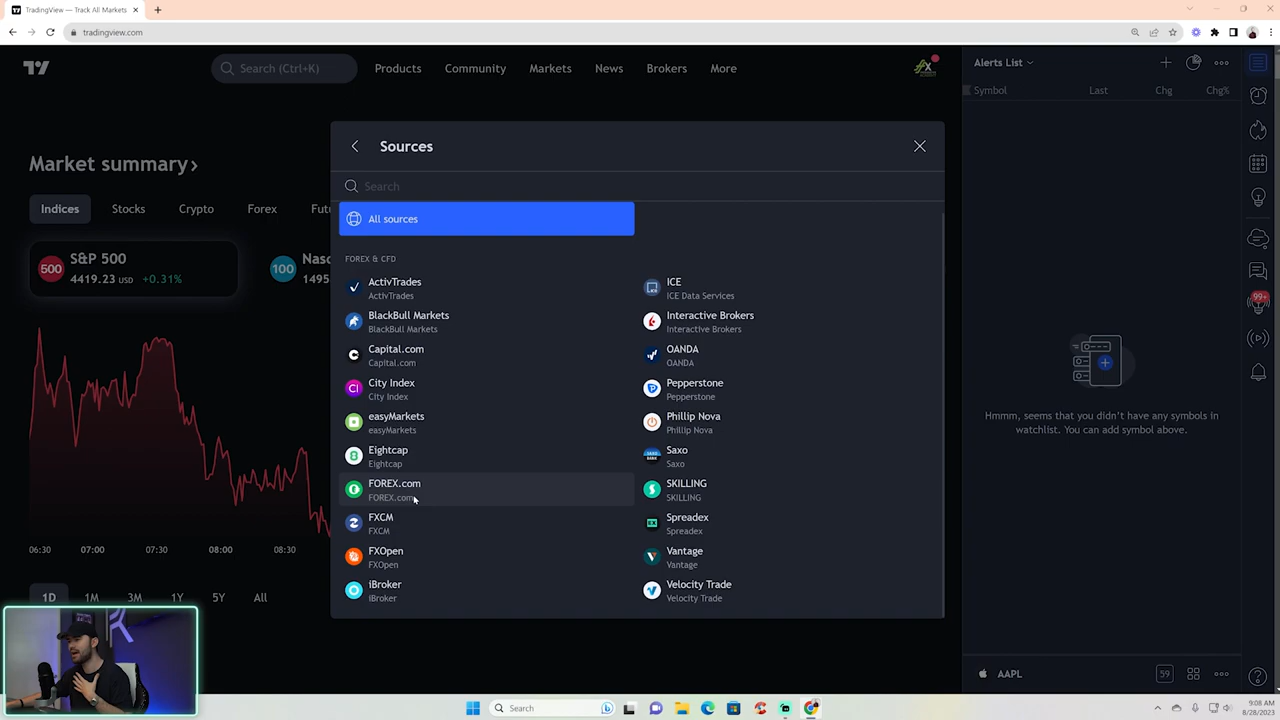 TradingView — Track All Markets
tradingview.com
Search (Ctrl+K)
Products
Community
Markets
News
Brokers
More
Alerts List
Symbol
Last
Chg
Chg%
Market summary
Indices
Stocks
Crypto
Forex
Futu
500
S&P 500
4419.23 USD +0.31%
100
Nasc
1495
06:30
07:00
07:30
08:00
08:30
1D
1M
3M
1Y
5Y
All
Sources
Search
All sources
FOREX & CFD
ActivTrades
ActivTrades
BlackBull Markets
BlackBull Markets
Capital.com
Capital.com
City Index
City Index
easyMarkets
easyMarkets
Eightcap
Eightcap
FOREX.com
FOREX.com
FXCM
FXCM
FXOpen
FXOpen
iBroker
iBroker
ICE
ICE Data Services
Interactive Brokers
Interactive Brokers
OANDA
OANDA
Pepperstone
Pepperstone
Phillip Nova
Phillip Nova
Saxo
Saxo
SKILLING
SKILLING
Spreadex
Spreadex
Vantage
Vantage
Velocity Trade
Velocity Trade
99+
Hmmm, seems that you didn't have any symbols in
watchlist. You can add symbol above.
AAPL
59
Search
9:08 AM
8/28/2023